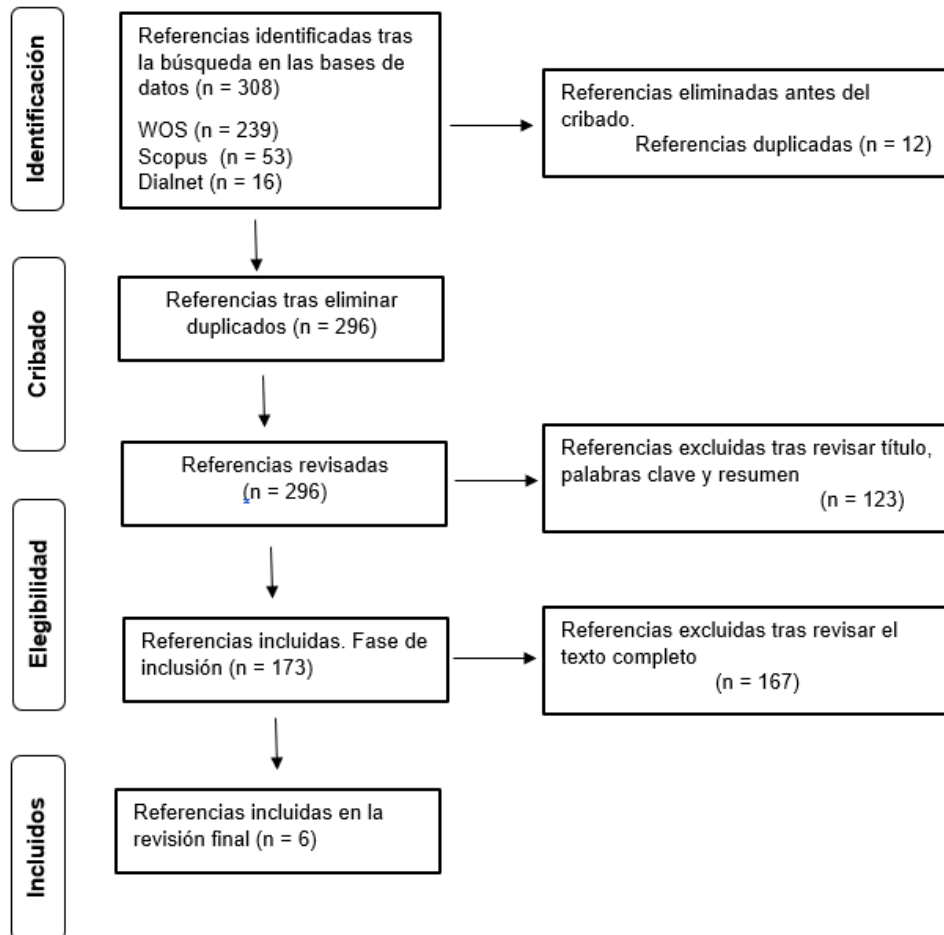 Identificación
Referencias identificadas tras
la búsqueda en las bases de
datos (n = 308)
WOS (n = 239)
Scopus (n = 53)
Dialnet (n = 16)
Referencias eliminadas antes del
cribado.
Referencias duplicadas (n = 12)
Cribado
Referencias tras eliminar
duplicados (n = 296)
Referencias revisadas
(n = 296)
Referencias excluidas tras revisar título,
palabras clave y resumen
(n = 123)
Elegibilidad
Referencias incluidas. Fase de
inclusión (n = 173)
Referencias excluidas tras revisar el
texto completo
(n = 167)
Incluidos
Referencias incluidas en la
revisión final (n = 6)